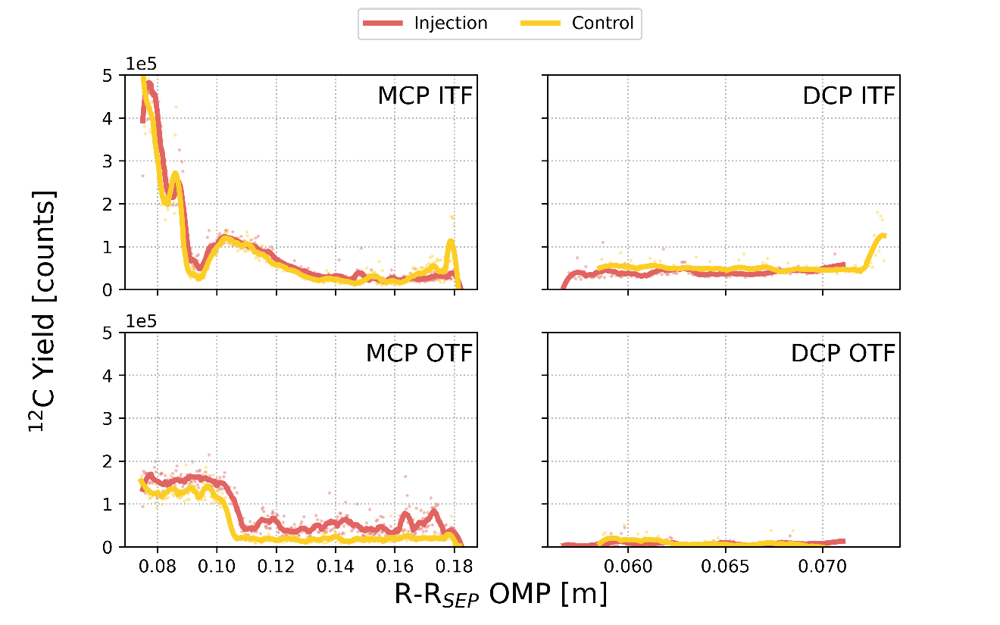 Injection Control
1e5
5
4
3
2
1
0
MCP ITF
DCP ITF
1e5
5
4
3
2
1
0
0.08 0.10 0.12 0.14 0.16 0.18
MCP OTF
DCP OTF
0.060 0.065 0.070
¹²C Yield [counts]
R-R_SEP OMP [m]